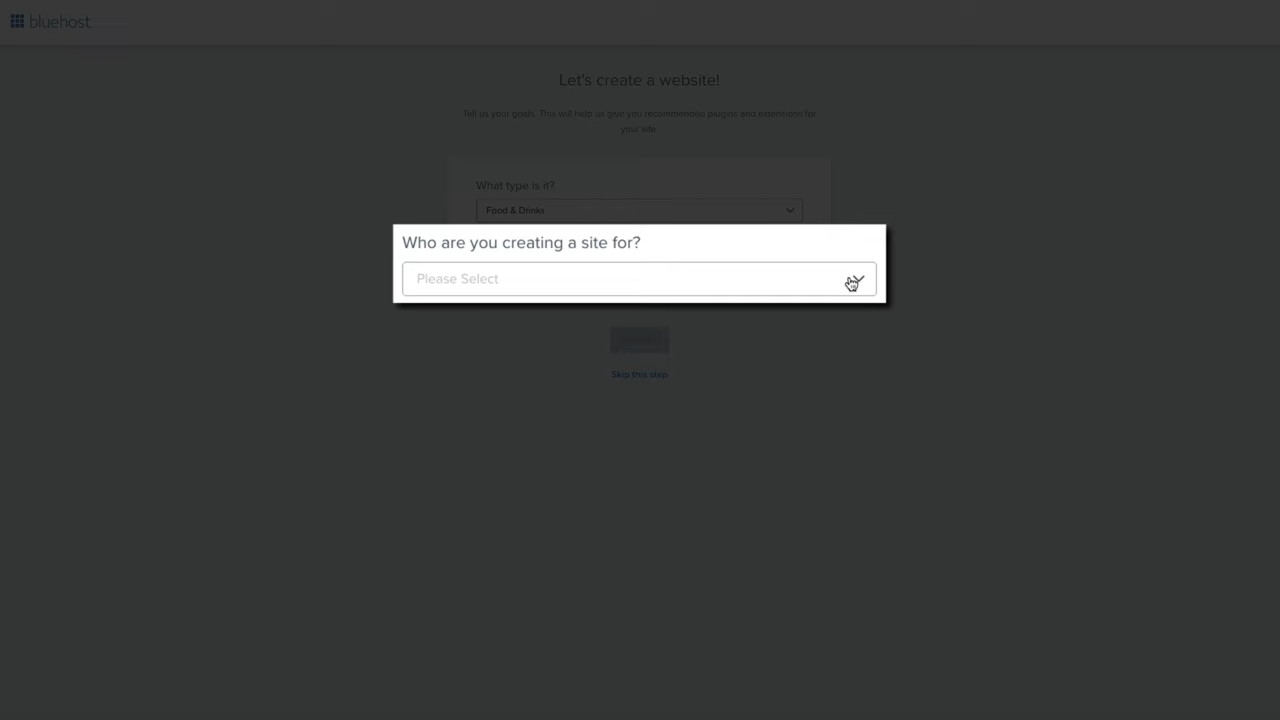 bluehost
Let's create a website!
Tell us your goals. This will help us give you recommended plugins and extensions for
your site.
What type is it?
Food & Drinks
Who are you creating a site for?
Please Select
Skip this step